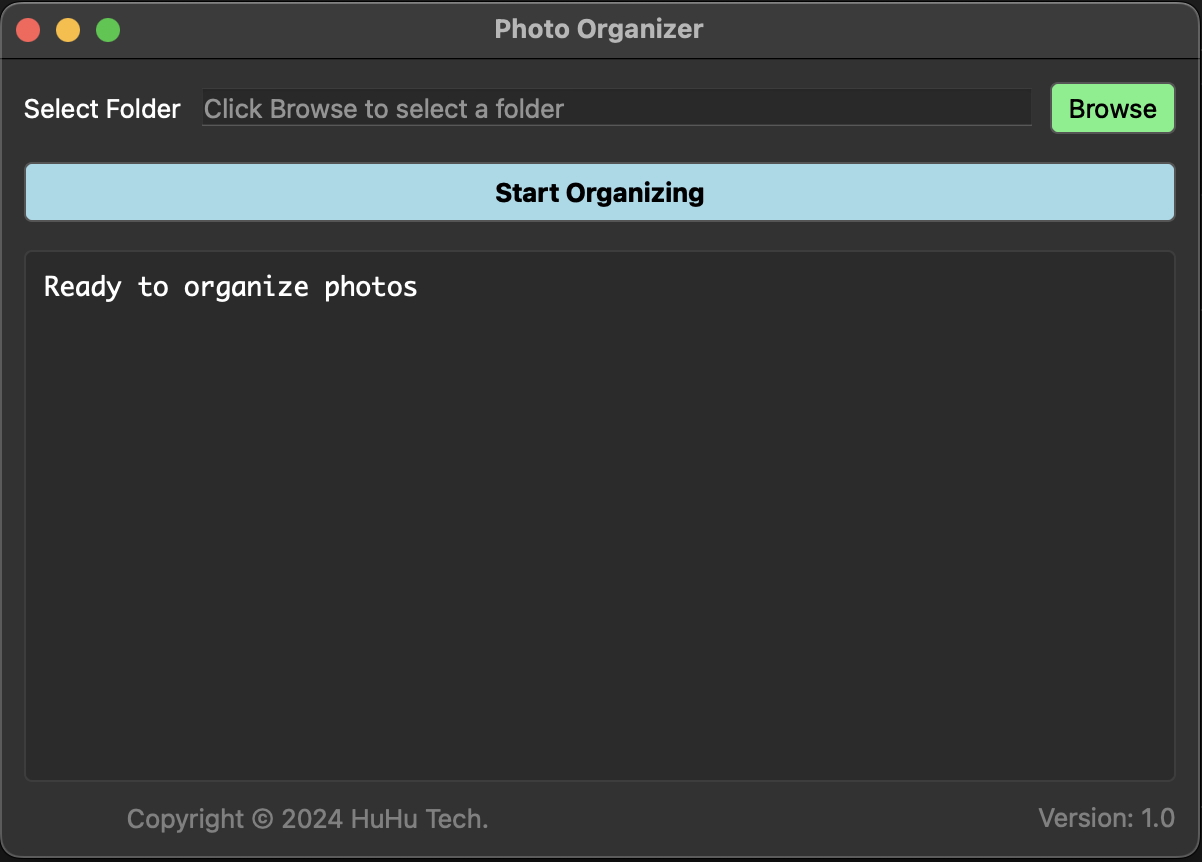 Photo Organizer
Select Folder Click Browse to select a folder Browse
Start Organizing
Ready to organize photos
Copyright © 2024 HuHu Tech. Version: 1.0